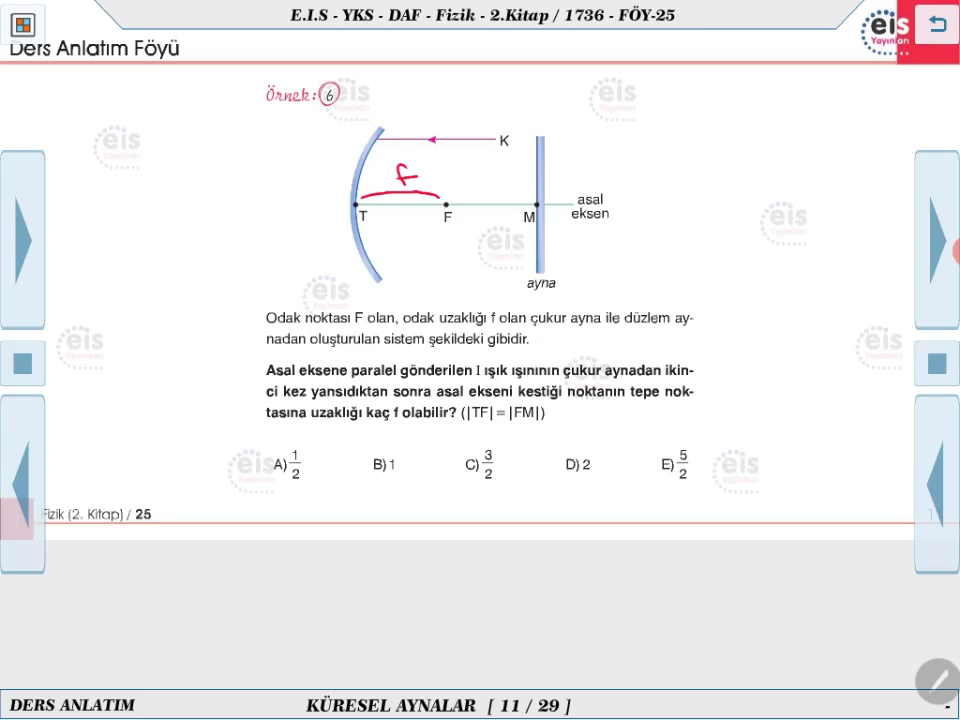 E.I.S - YKS - DAF - Fizik - 2.Kitap / 1736 - FÖY-25
eis
Yayınları
Ders Anlatım Föyü
Örnek: 6
K
f
T
F
M
asal
eksen
ayna
Odak noktası F olan, odak uzaklığı f olan çukur ayna ile düzlem ay-
nadan oluşturulan sistem şekildeki gibidir.
Asal eksene paralel gönderilen I ışık ışınının çukur aynadan ikin-
ci kez yansıdıktan sonra asal ekseni kestiği noktanın tepe nok-
tasına uzaklığı kaç f olabilir? (|TF| = |FM|)
A) 1/2 B) 1 C) 3/2 D) 2 E) 5/2
Fizik (2. Kitap) / 25
DERS ANLATIM
KÜRESEL AYNALAR [ 11 / 29 ]
-